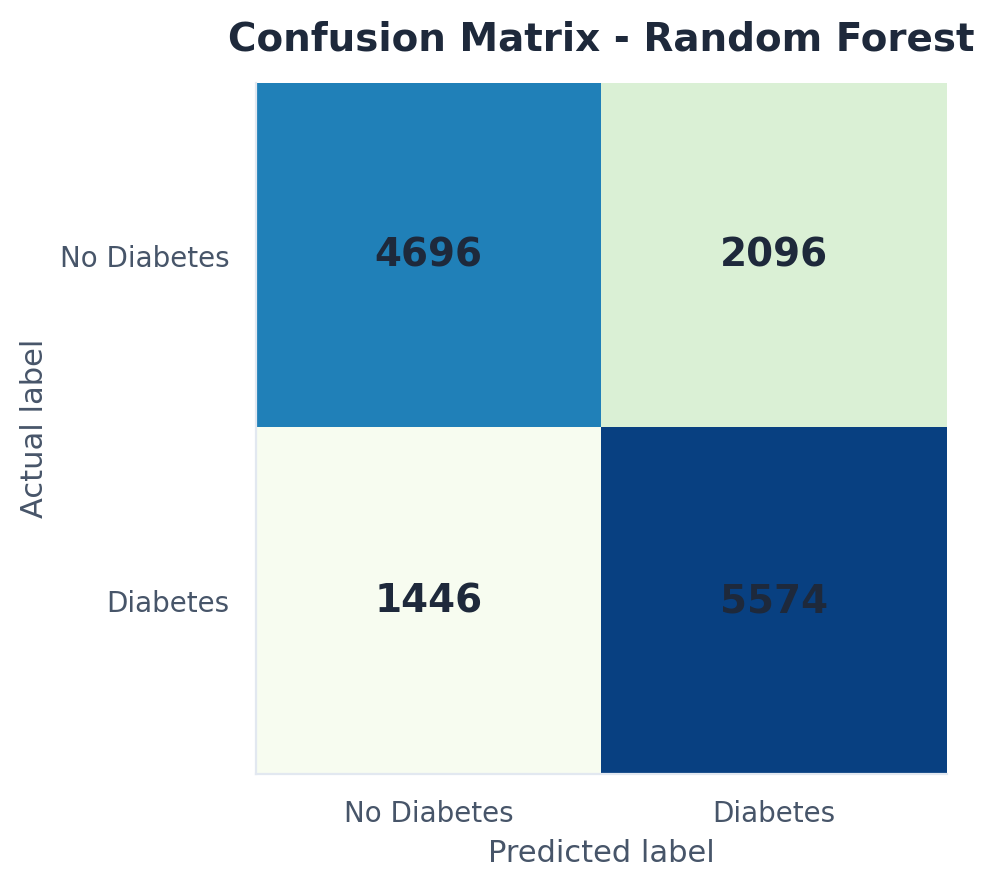 Confusion Matrix - Random Forest
Actual label
No Diabetes
4696 2096
Diabetes
1446 5574
No Diabetes Diabetes
Predicted label